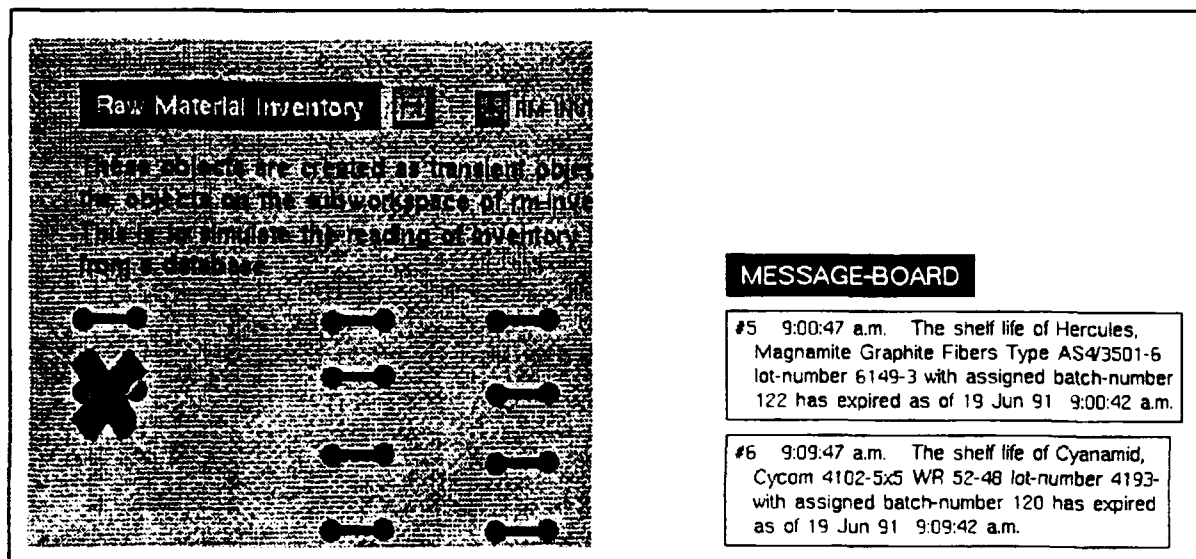 Raw Material Inventory
RM-INV
These objects are created as transient obje
the objects on the subworkspace of rm-inve
This is to simulate the reading of inventory
from a database
MESSAGE-BOARD
#5 9:00:47 a.m. The shelf life of Hercules,
Magnamite Graphite Fibers Type AS4/3501-6
lot-number 6149-3 with assigned batch-number
122 has expired as of 19 Jun 91 9:00:42 a.m.
#6 9:09:47 a.m. The shelf life of Cyanamid,
Cycom 4102-5x5 WR 52-48 lot-number 4193-
with assigned batch-number 120 has expired
as of 19 Jun 91 9:09:42 a.m.